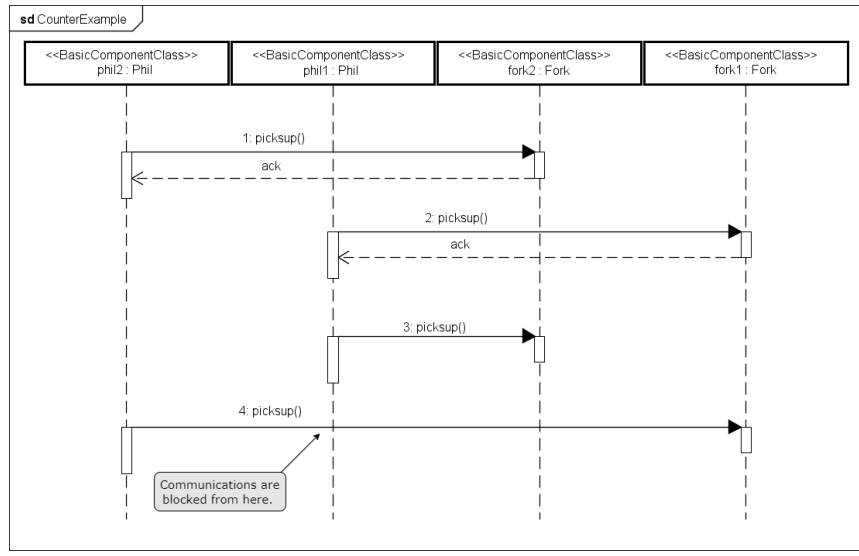 sd CounterExample
<<BasicComponentClass>>
phil2 : Phil
<<BasicComponentClass>>
phil1 : Phil
<<BasicComponentClass>>
fork2 : Fork
<<BasicComponentClass>>
fork1 : Fork
1: picksup()
ack
2: picksup()
ack
3: picksup()
4: picksup()
Communications are
blocked from here.